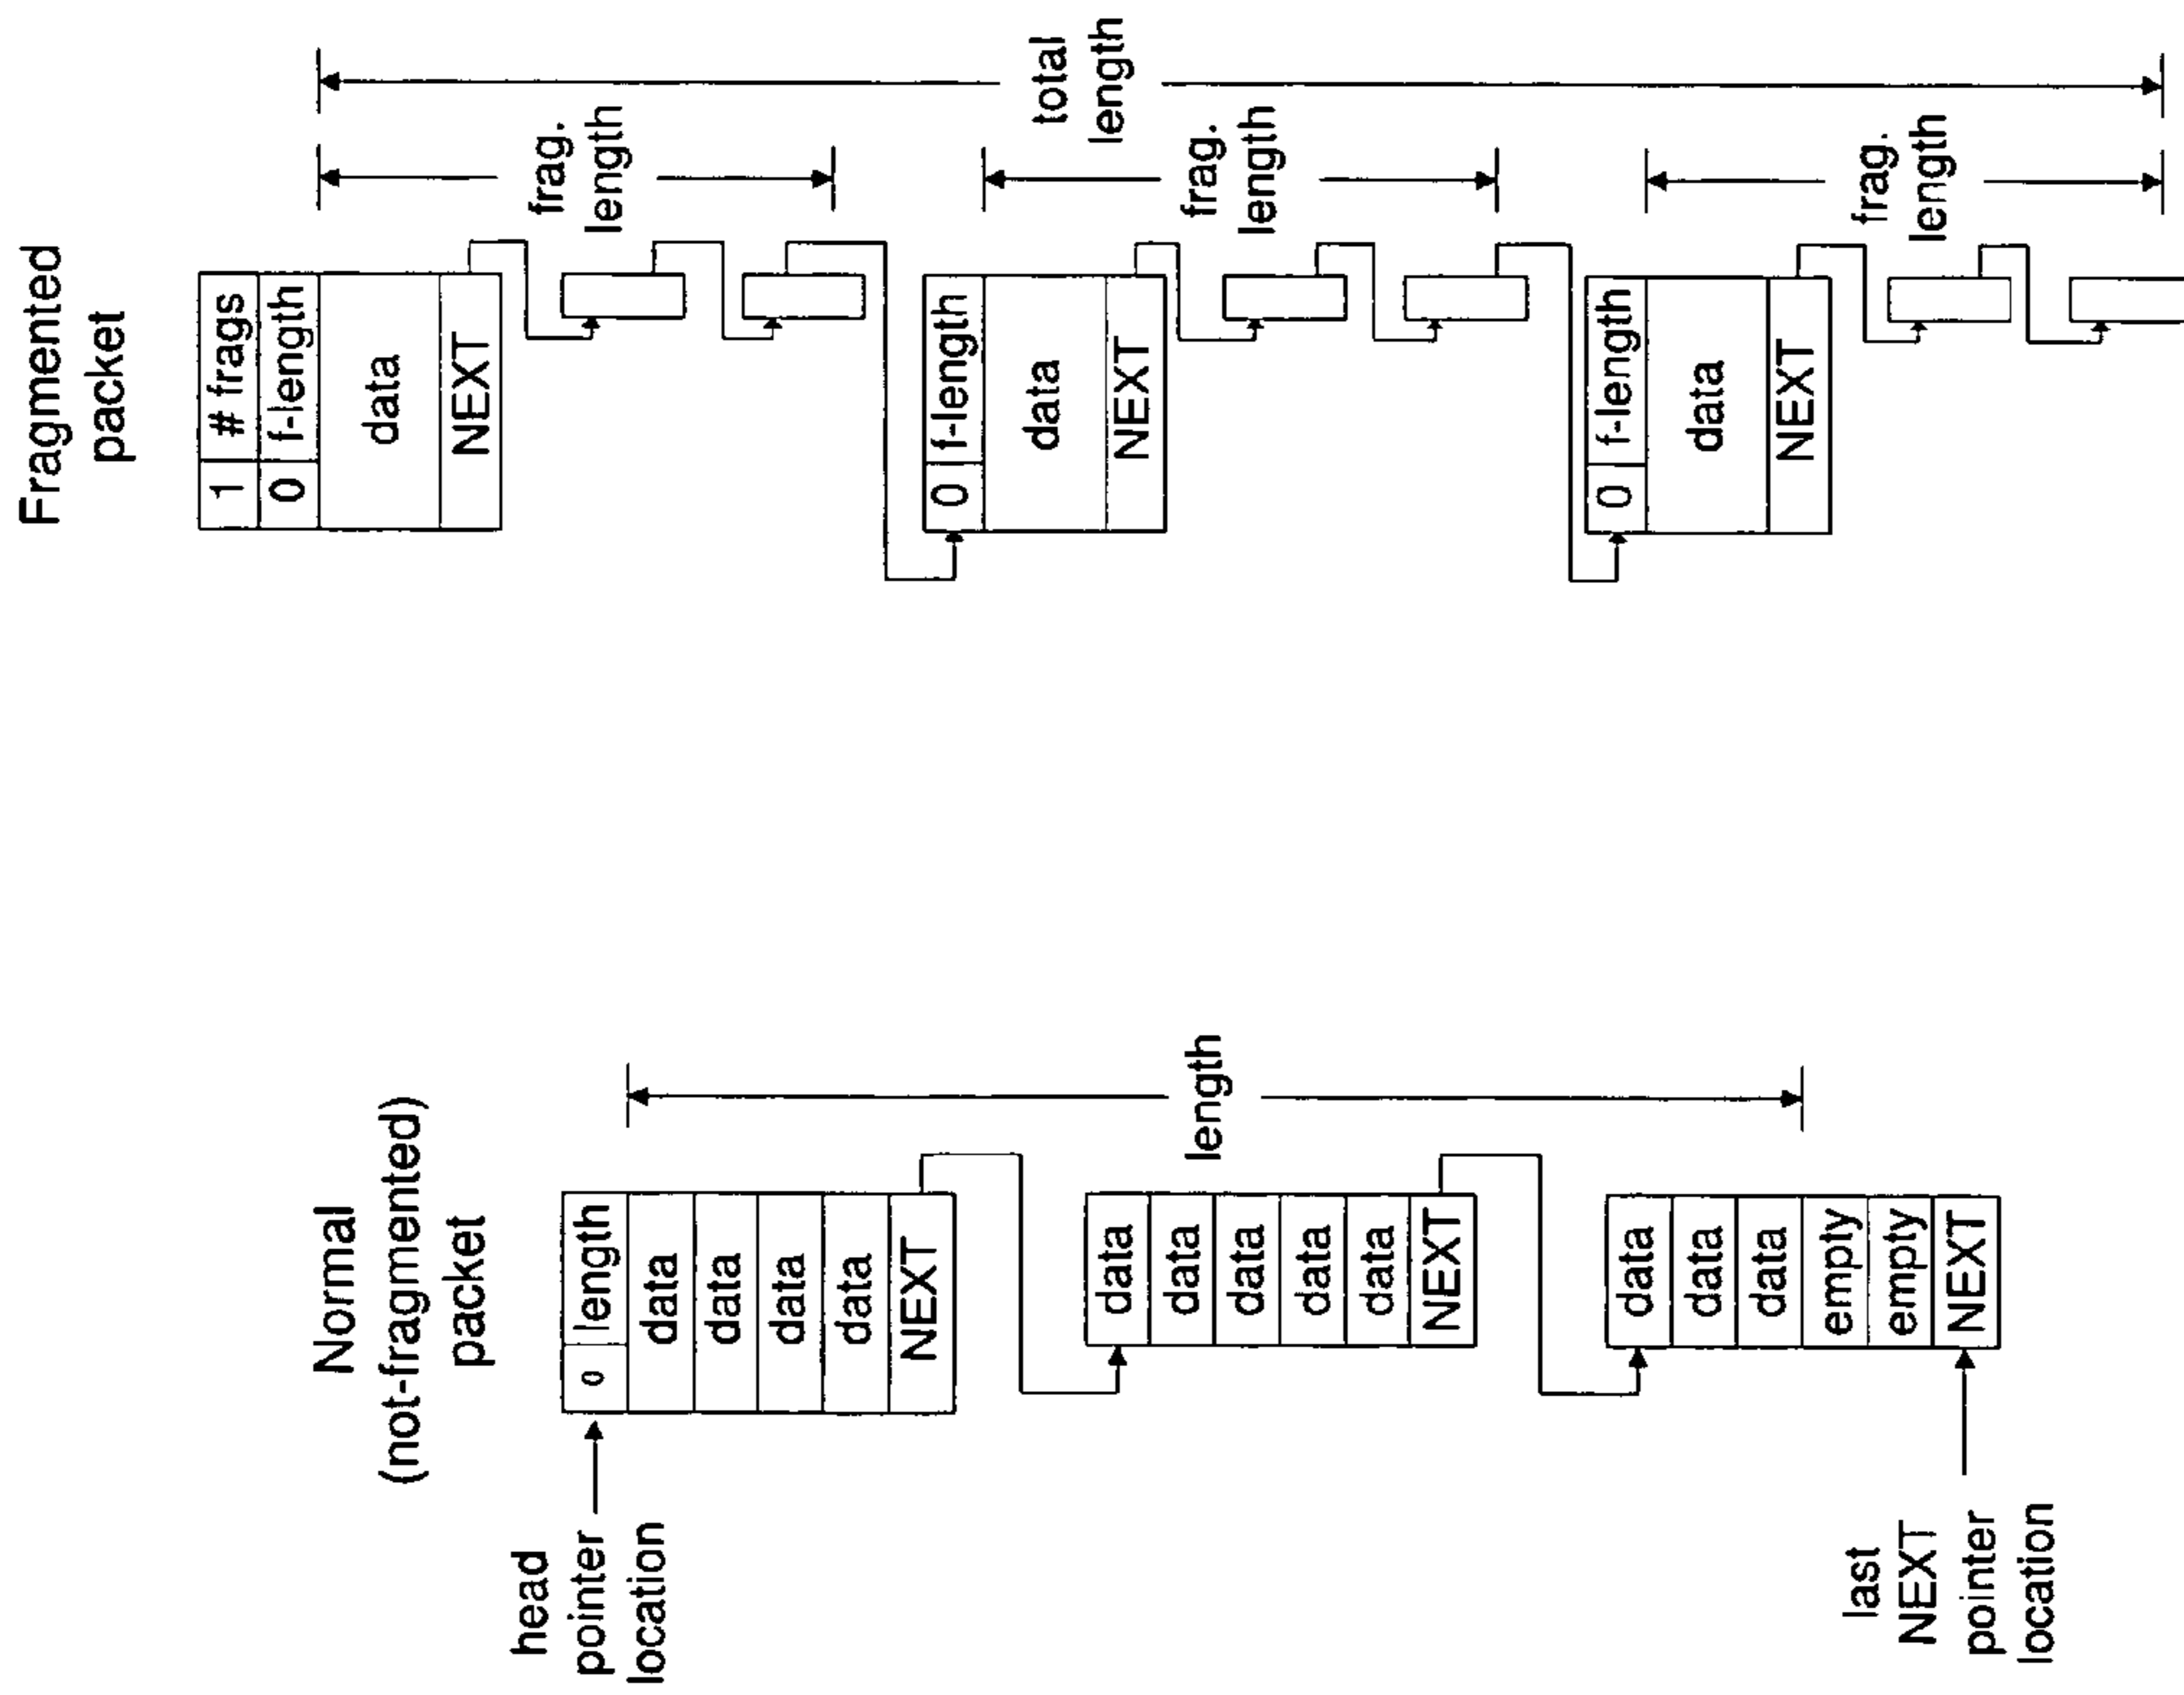 Normal
(not-fragmented)
packet
head
pointer
location
0 length
data
data
data
data
NEXT
data
data
data
data
data
NEXT
length
data
data
data
empty
empty
NEXT
last
NEXT
pointer
location
Fragmented
packet
1 # frags
0 f-length
data
NEXT
frag.
length
total
length
0 f-length
data
NEXT
frag.
length
0 f-length
data
NEXT
frag.
length